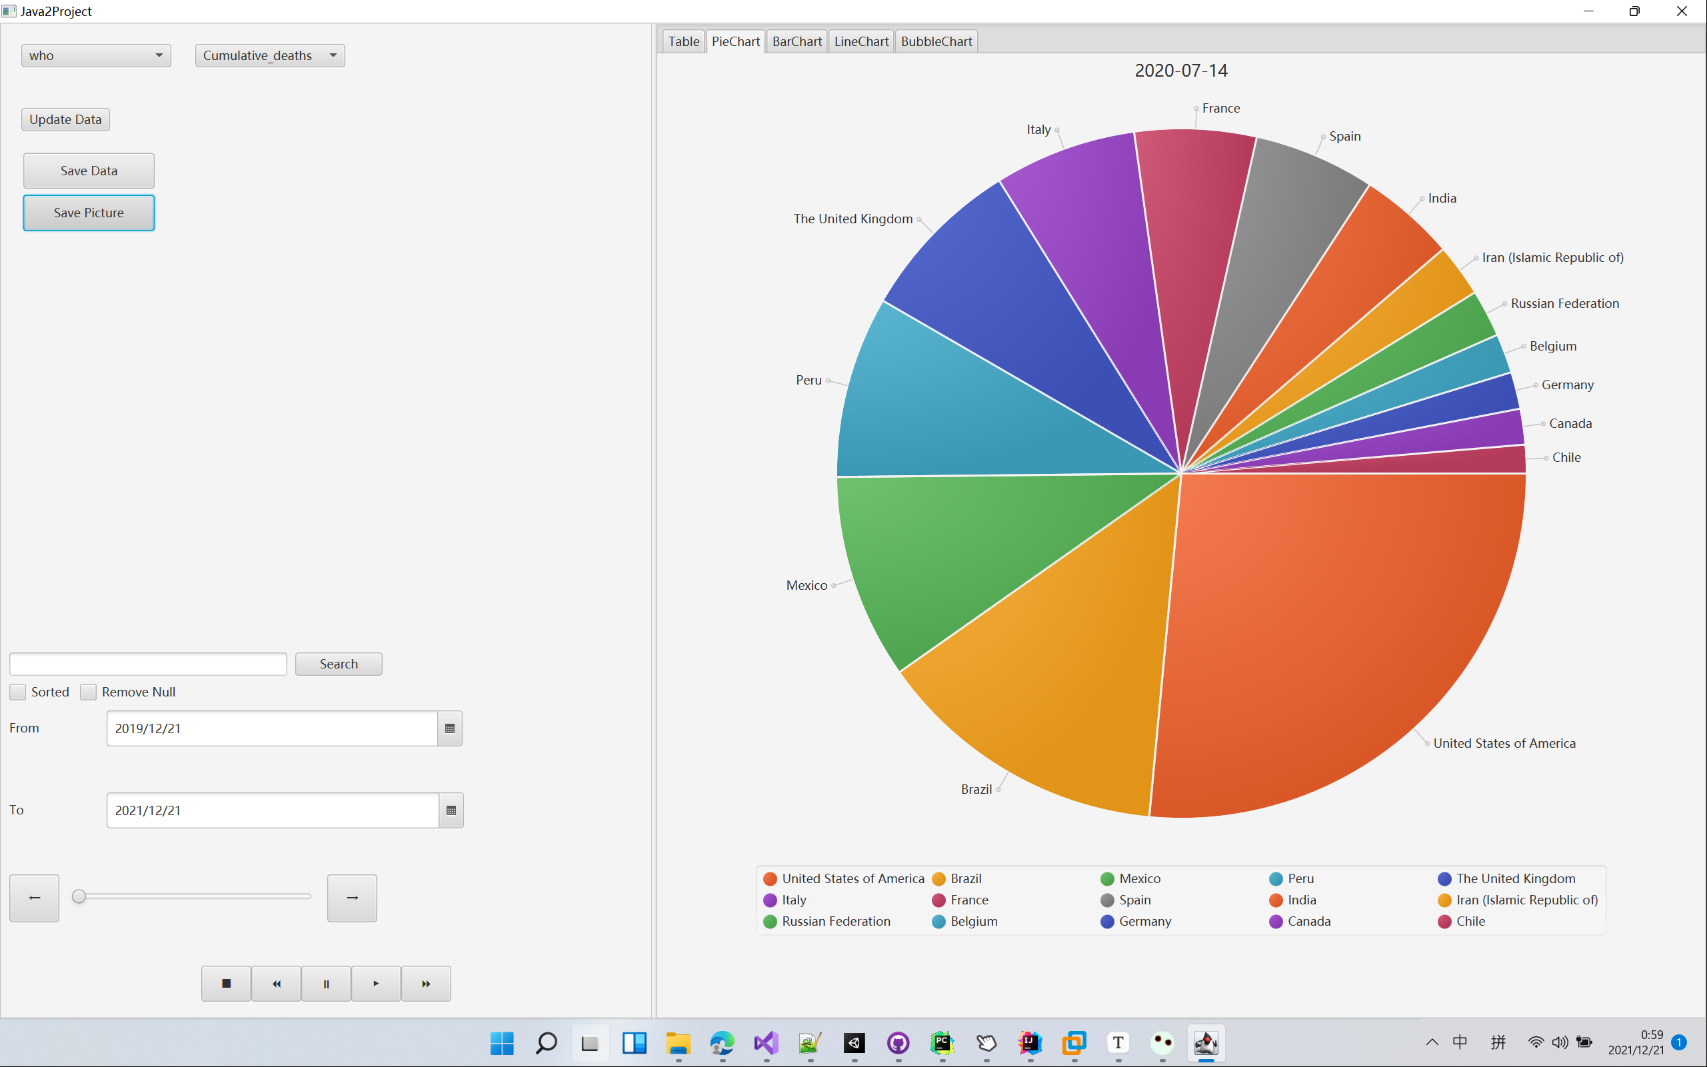 Java2Project
who
Cumulative_deaths
Update Data
Save Data
Save Picture
Search
Sorted
Remove Null
From
2019/12/21
To
2021/12/21
Table
PieChart
BarChart
LineChart
BubbleChart
2020-07-14
France
Italy
Spain
India
The United Kingdom
Iran (Islamic Republic of)
Russian Federation
Belgium
Peru
Germany
Canada
Chile
Mexico
United States of America
Brazil
United States of America
Brazil
Mexico
Peru
The United Kingdom
Italy
France
Spain
India
Iran (Islamic Republic of)
Russian Federation
Belgium
Germany
Canada
Chile
PC
IJ
T
中
拼
0:59
2021/12/21
1